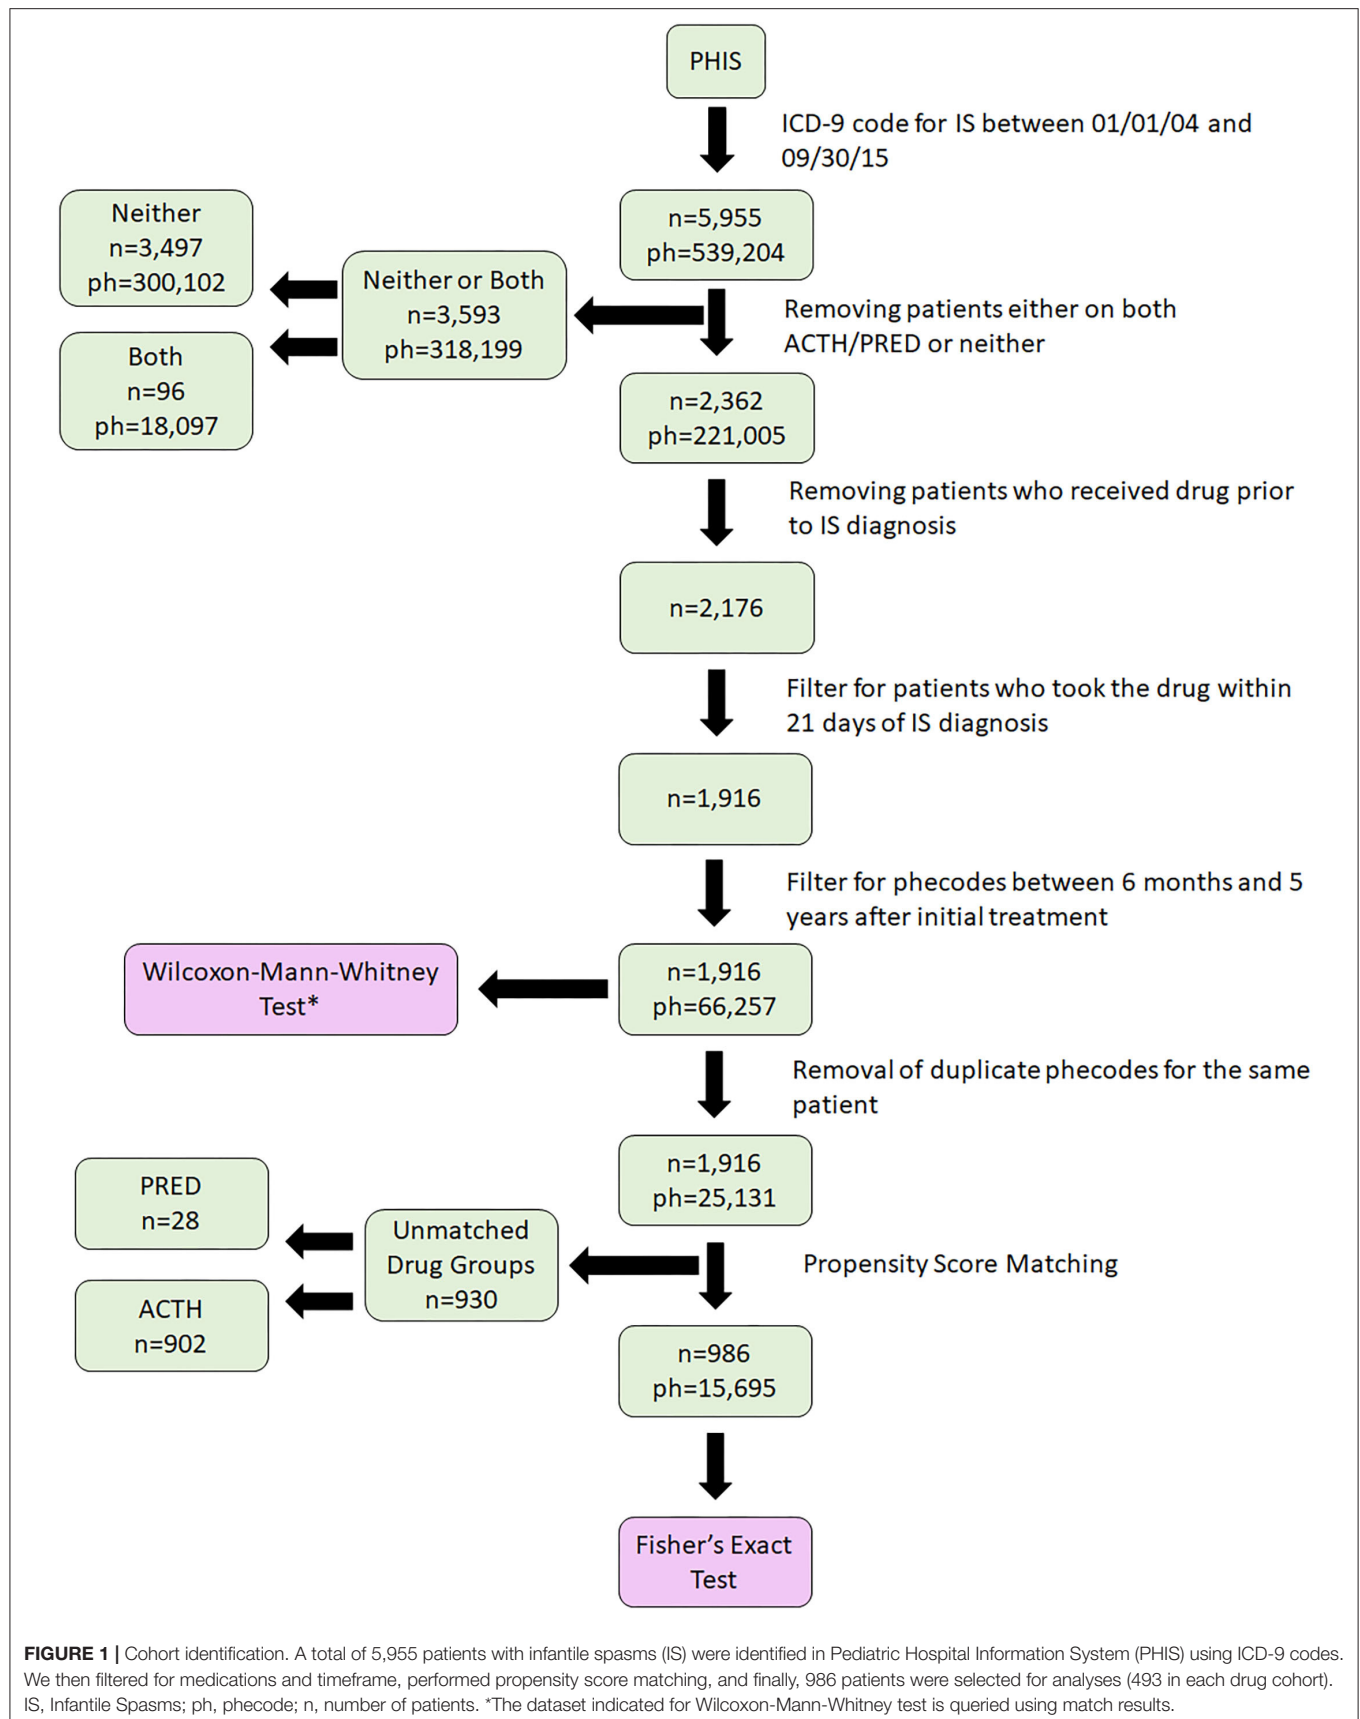 PHIS
ICD-9 code for IS between 01/01/04 and
09/30/15
n=5,955
ph=539,204
Neither
n=3,497
ph=300,102
Neither or Both
n=3,593
ph=318,199
Both
n=96
ph=18,097
Removing patients either on both
ACTH/PRED or neither
n=2,362
ph=221,005
Removing patients who received drug prior
to IS diagnosis
n=2,176
Filter for patients who took the drug within
21 days of IS diagnosis
n=1,916
Filter for phecodes between 6 months and 5
years after initial treatment
Wilcoxon-Mann-Whitney
Test*
n=1,916
ph=66,257
Removal of duplicate phecodes for the same
patient
n=1,916
ph=25,131
PRED
n=28
Unmatched
Drug Groups
n=930
ACTH
n=902
Propensity Score Matching
n=986
ph=15,695
Fisher’s Exact
Test
FIGURE 1 | Cohort identification. A total of 5,955 patients with infantile spasms (IS) were identified in Pediatric Hospital Information System (PHIS) using ICD-9 codes.
We then filtered for medications and timeframe, performed propensity score matching, and finally, 986 patients were selected for analyses (493 in each drug cohort).
IS, Infantile Spasms; ph, phecode; n, number of patients. *The dataset indicated for Wilcoxon-Mann-Whitney test is queried using match results.